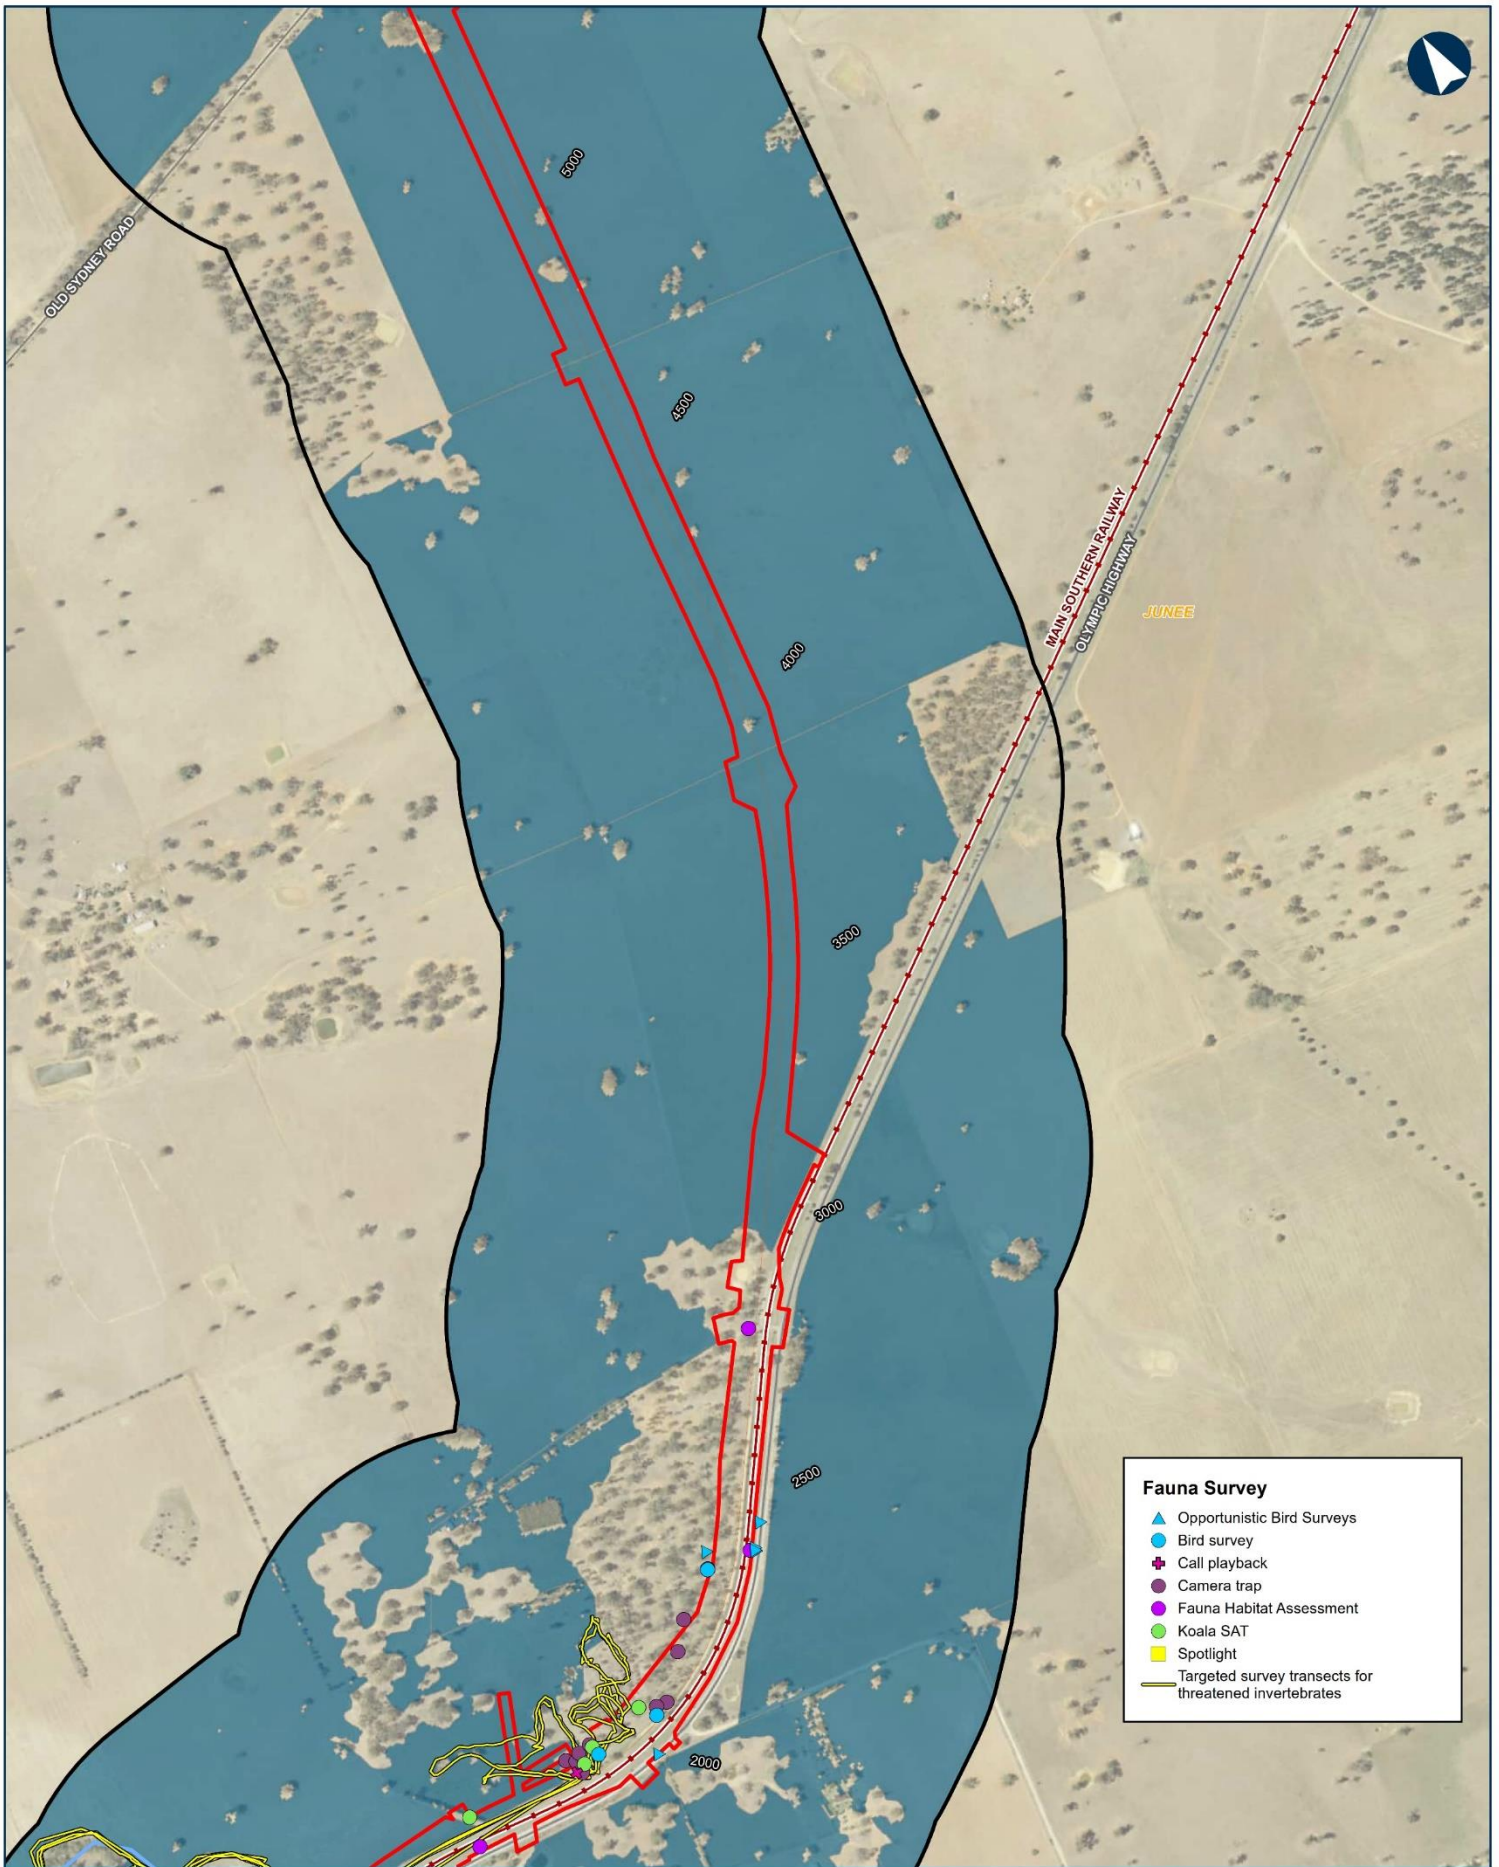 5000
OLD SYDNEY ROAD
4500
MAIN SOUTHERN RAILWAY
OLYMPIC HIGHWAY
JUNEE
4000
3500
3000
2500
2000
Fauna Survey
Opportunistic Bird Surveys
Bird survey
Call playback
Camera trap
Fauna Habitat Assessment
Koala SAT
Spotlight
Targeted survey transects for
threatened invertebrates